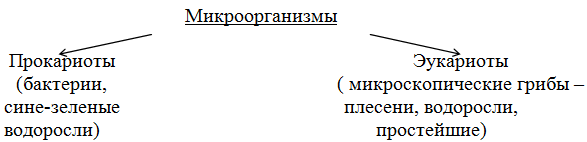 Микроорганизмы
Прокариоты
(бактерии,
сине-зеленые
водоросли)
Эукариоты
( микроскопические грибы –
плесени, водоросли,
простейшие)